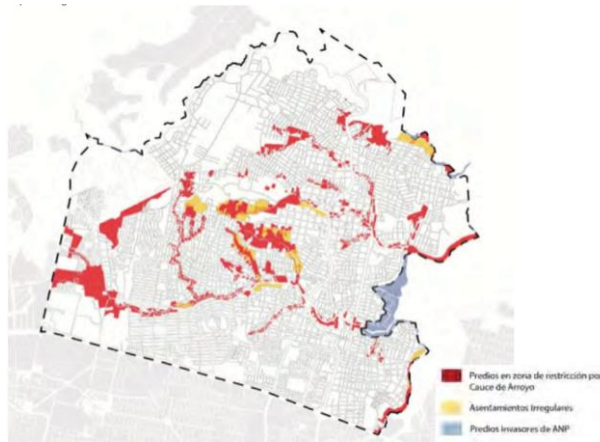 Predios en zona de restricción por
Cauce de Arroyo
Asentamientos Irregulares
Predios invasores de ANP